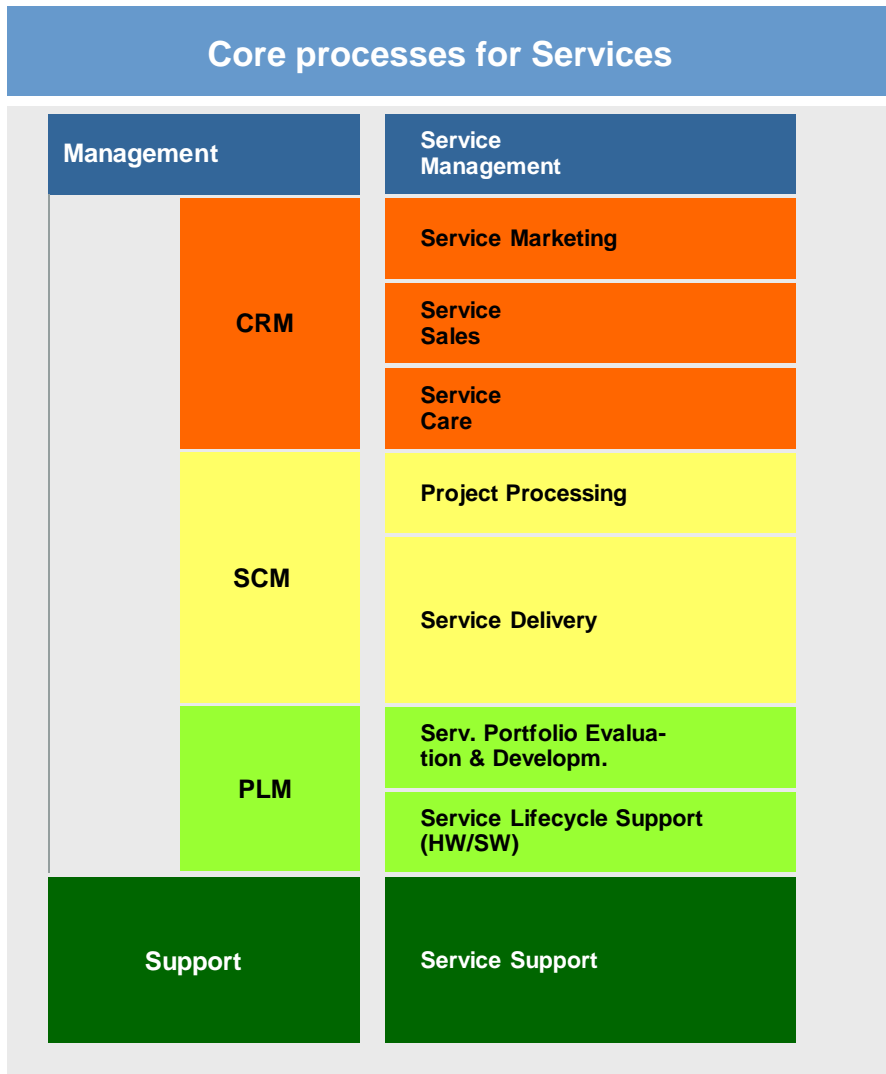 Core processes for Services
Management
Service
Management
CRM
Service Marketing
Service
Sales
Service
Care
SCM
Project Processing
Service Delivery
PLM
Serv. Portfolio Evalua-
tion & Developm.
Service Lifecycle Support
(HW/SW)
Support
Service Support